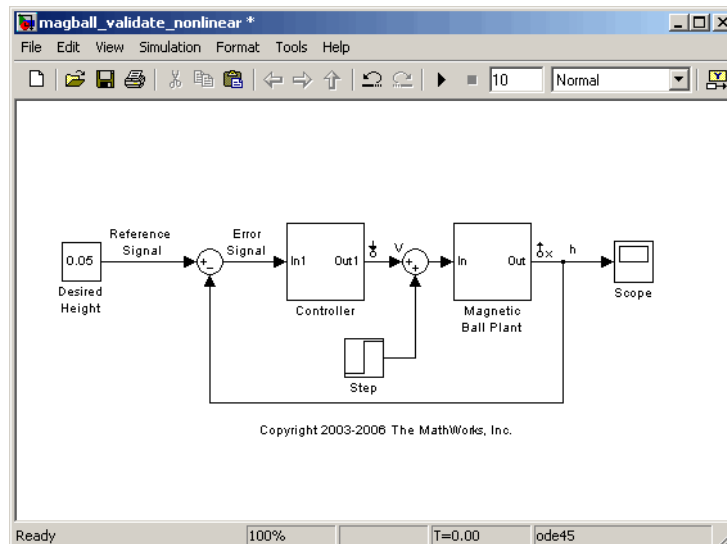 magball_validate_nonlinear *
File Edit View Simulation Format Tools Help
10 Normal
Reference
Signal
Error
Signal
0.05
In1 Out1
V
In Out
x
h
Desired
Height
Controller
Magnetic
Ball Plant
Scope
Step
Copyright 2003-2006 The MathWorks, Inc.
Ready 100% T=0.00 ode45